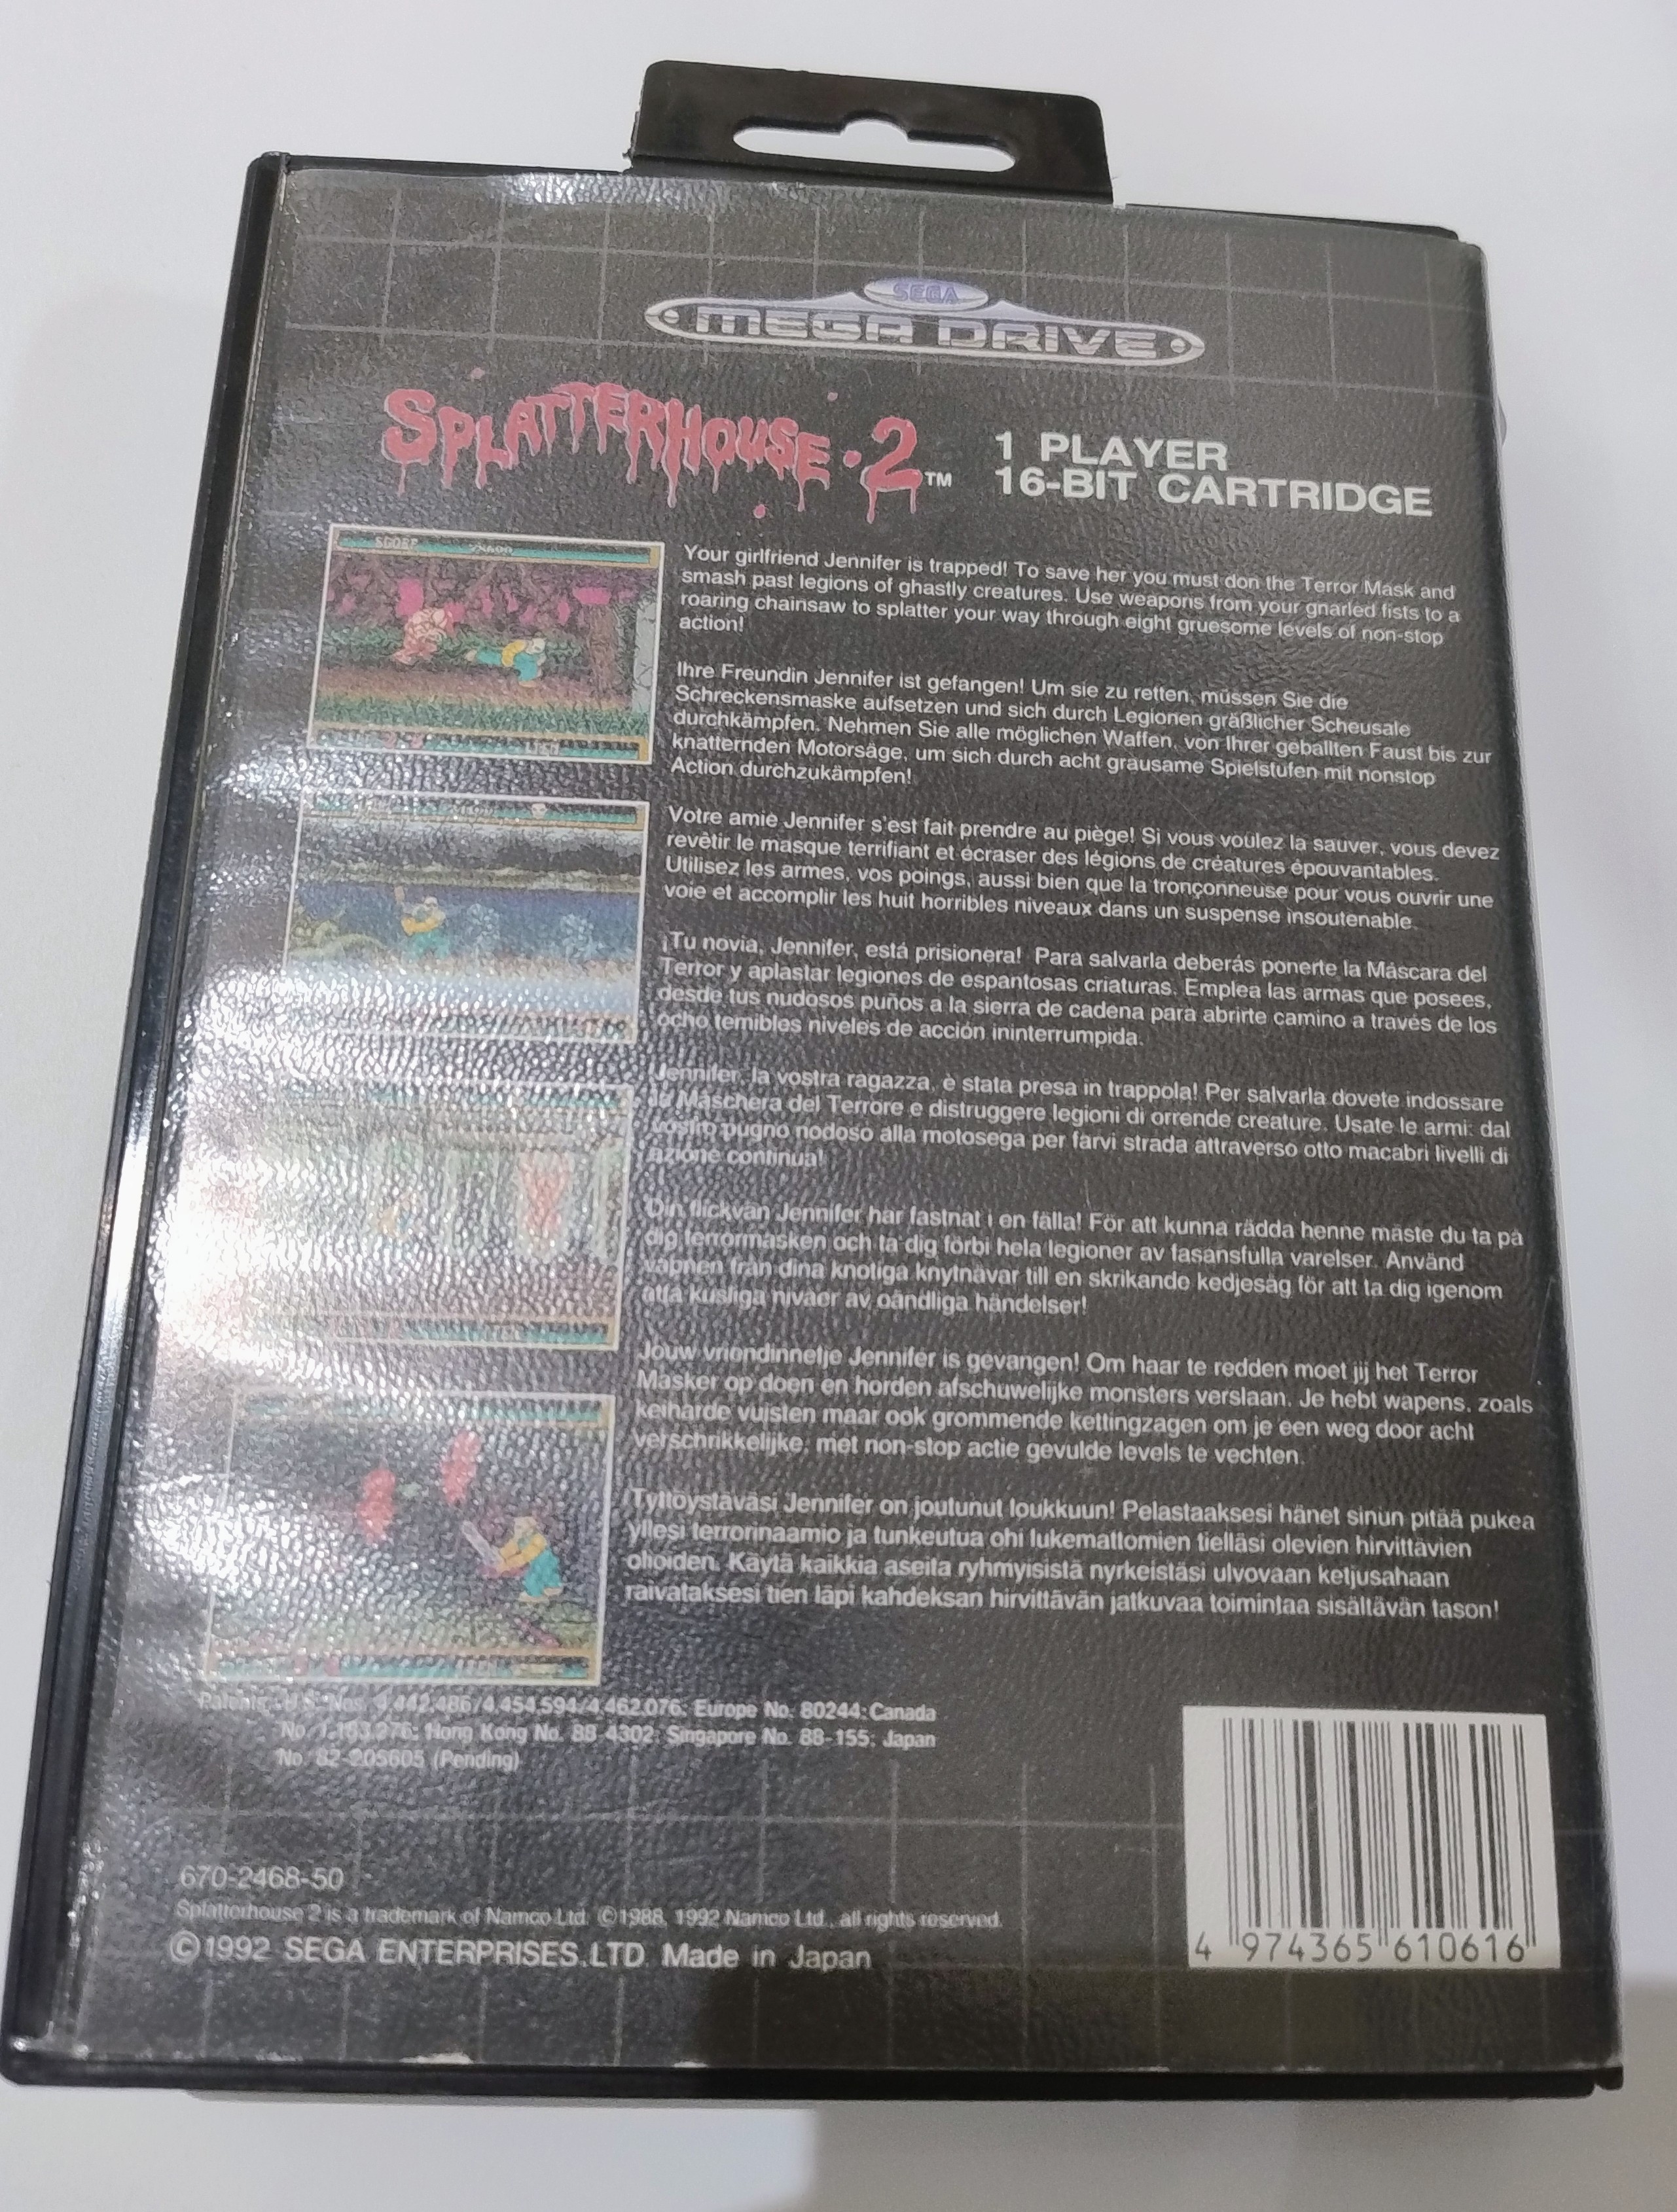 SEGA
MEGA DRIVE
SPLATTERHOUSE·2™
1 PLAYER
16-BIT CARTRIDGE
SCORE
Your girlfriend Jennifer is trapped! To save her you must don the Terror Mask and
smash past legions of ghastly creatures. Use weapons from your gnarled fists to a
roaring chainsaw to splatter your way through eight gruesome levels of non-stop
action!
Ihre Freundin Jennifer ist gefangen! Um sie zu retten, müssen Sie die
Schreckensmaske aufsetzen und sich durch Legionen gräßlicher Scheusale
durchkämpfen. Nehmen Sie alle möglichen Waffen, von Ihrer geballten Faust bis zur
knatternden Motorsäge, um sich durch acht grausame Spielstufen mit nonstop
Action durchzukämpfen!
Votre amie Jennifer s'est fait prendre au piège! Si vous voulez la sauver, vous devez
revêtir le masque terrifiant et écraser des légions de créatures épouvantables.
Utilisez les armes, vos poings, aussi bien que la tronçonneuse pour vous ouvrir une
voie et accomplir les huit horribles niveaux dans un suspense insoutenable.
¡Tu novia, Jennifer, está prisionera! Para salvarla deberás ponerte la Máscara del
Terror y aplastar legiones de espantosas criaturas. Emplea las armas que posees,
desde tus nudosos puños a la sierra de cadena para abrirte camino a través de los
ocho temibles niveles de acción ininterrumpida.
Jennifer, la vostra ragazza, è stata presa in trappola! Per salvarla dovete indossare
la Maschera del Terrore e distruggere legioni di orrende creature. Usate le armi: dal
vostro pugno nodoso alla motosega per farvi strada attraverso otto macabri livelli di
azione continua!
Din flickvän Jennifer har fastnat i en fälla! För att kunna rädda henne måste du ta på
dig terrormasken och ta dig förbi hela legioner av fasansfulla varelser. Använd
vapnen från dina knotiga knytnävar till en skrikande kedjesåg för att ta dig igenom
åtta kusliga nivåer av oändliga händelser!
Jouw vriendinnetje Jennifer is gevangen! Om haar te redden moet jij het Terror
Masker op doen en horden afschuwelijke monsters verslaan. Je hebt wapens, zoals
keiharde vuisten maar ook grommende kettingzagen om je een weg door acht
verschrikkelijke, met non-stop actie gevulde levels te vechten.
Tyttöystäväsi Jennifer on joutunut loukkuun! Pelastaaksesi hänet sinun pitää pukea
yllesi terrorinaamio ja tunkeutua ohi lukemattomien tielläsi olevien hirvittävien
olioiden. Käytä kaikkia aseita ryhmyisistä nyrkeistäsi ulvovaan ketjusahaan
raivataksesi tien läpi kahdeksan hirvittävän jatkuvaa toimintaa sisältävän tason!
Patents: U.S. Nos. 4,442,486/4,454,594/4,462,076; Europe No. 80244; Canada
No. 1,183,276; Hong Kong No. 88-4302; Singapore No. 88-155; Japan
No. 82-205605 (Pending)
670-2468-50
Splatterhouse 2 is a trademark of Namco Ltd. ©1988, 1992 Namco Ltd., all rights reserved.
©1992 SEGA ENTERPRISES,LTD. Made in Japan
4 974365 610616